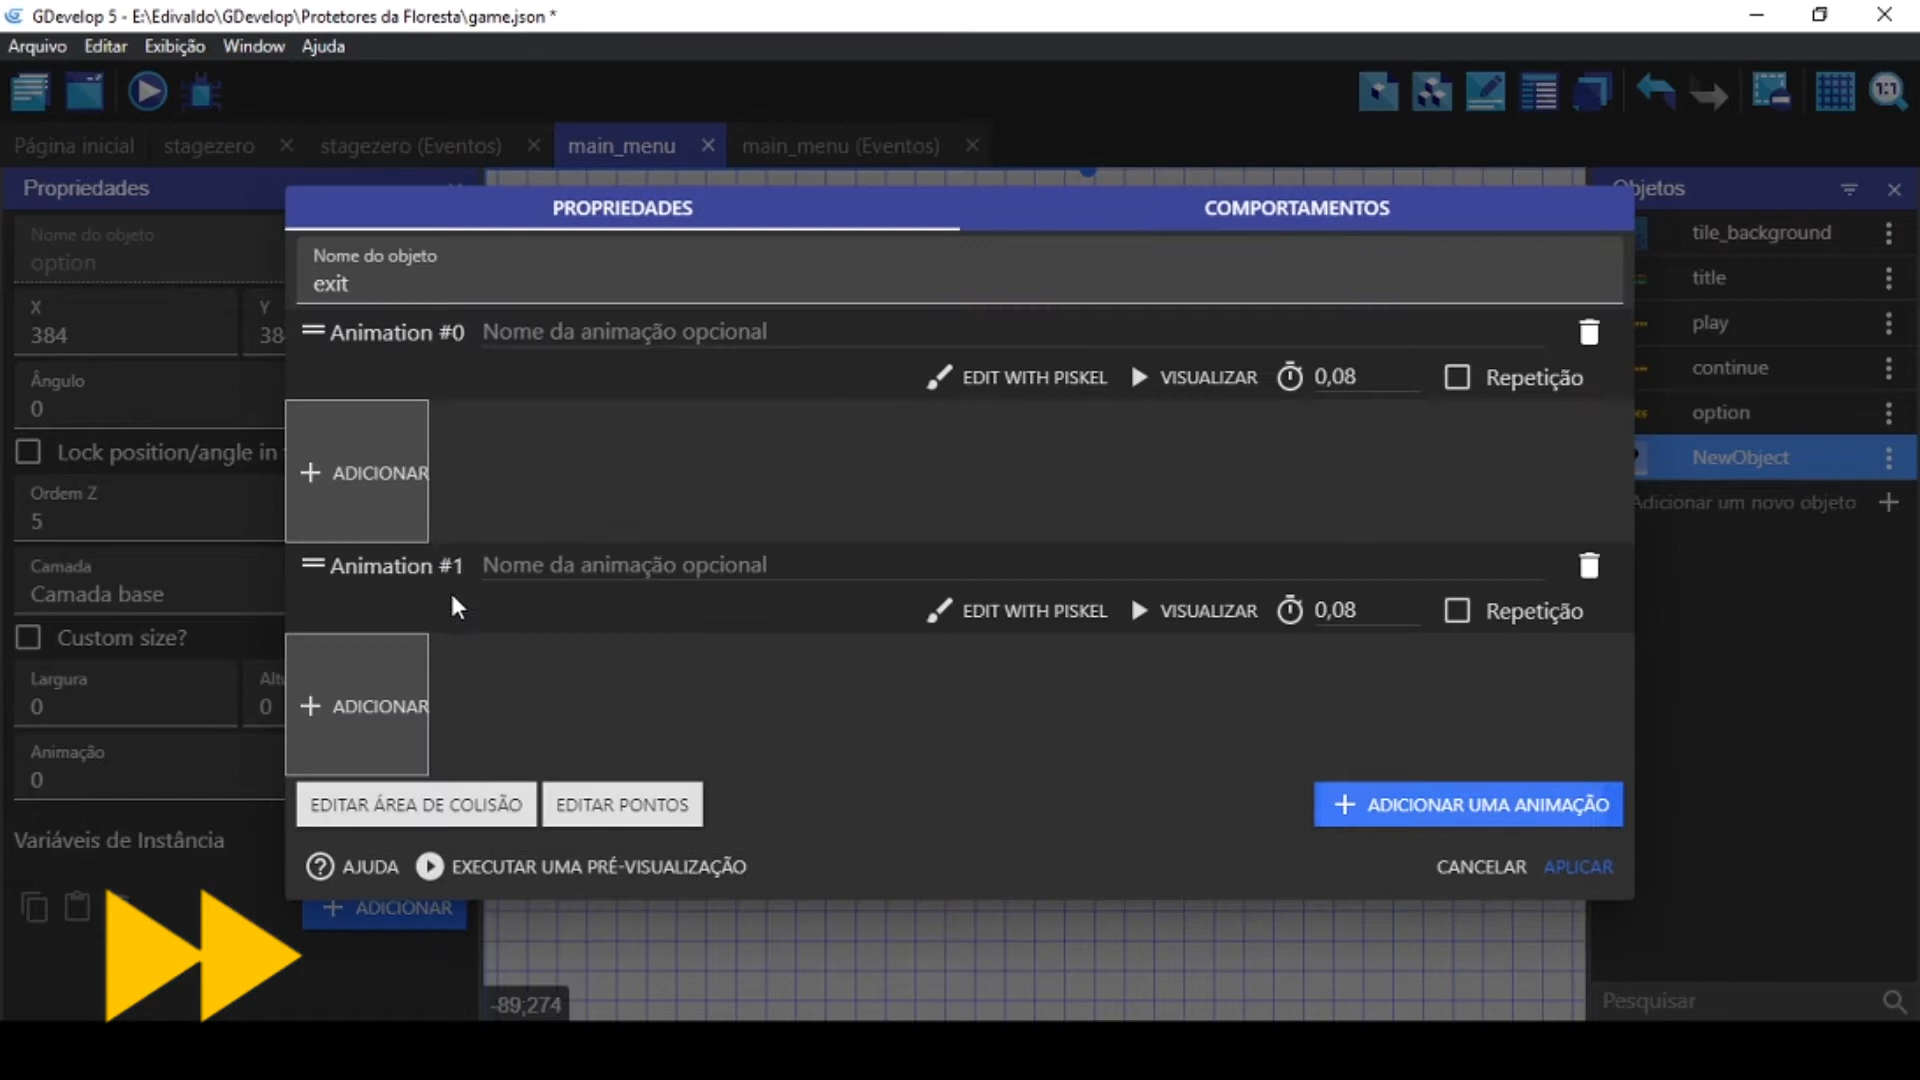 GDevelop 5 - E:\Edivaldo\GDevelop\Protetores da Floresta\game.json *
Arquivo Editar Exibição Window Ajuda
1:1
Página inicial stagezero stagezero (Eventos) main_menu main_menu (Eventos)
Propriedades
Nome do objeto
option
X
384
Y
38
Ângulo
0
Lock position/angle in
Ordem Z
5
Camada
Camada base
Custom size?
Largura
0
Altu
0
Animação
0
Variáveis de Instância
ADICIONAR
PROPRIEDADES COMPORTAMENTOS
Nome do objeto
exit
Animation #0 Nome da animação opcional
EDIT WITH PISKEL VISUALIZAR 0,08 Repetição
ADICIONAR
Animation #1 Nome da animação opcional
EDIT WITH PISKEL VISUALIZAR 0,08 Repetição
ADICIONAR
EDITAR ÁREA DE COLISÃO EDITAR PONTOS ADICIONAR UMA ANIMAÇÃO
AJUDA EXECUTAR UMA PRÉ-VISUALIZAÇÃO CANCELAR APLICAR
-89;274
Objetos
tile_background
title
play
continue
option
NewObject
Adicionar um novo objeto
Pesquisar